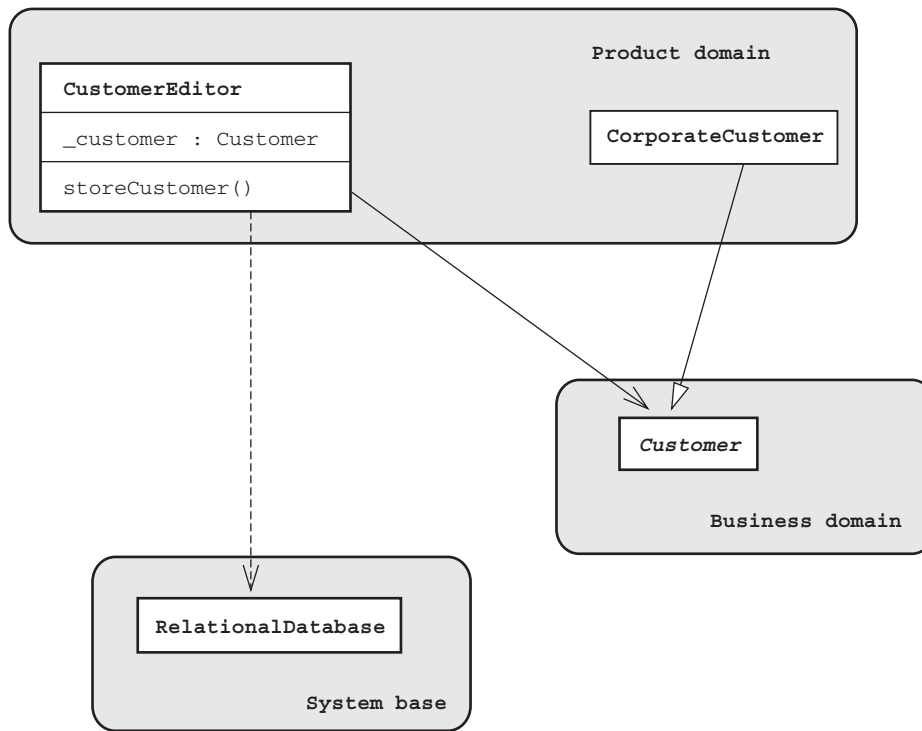 Product domain
CustomerEditor
_customer : Customer
storeCustomer()
CorporateCustomer
Customer
Business domain
RelationalDatabase
System base